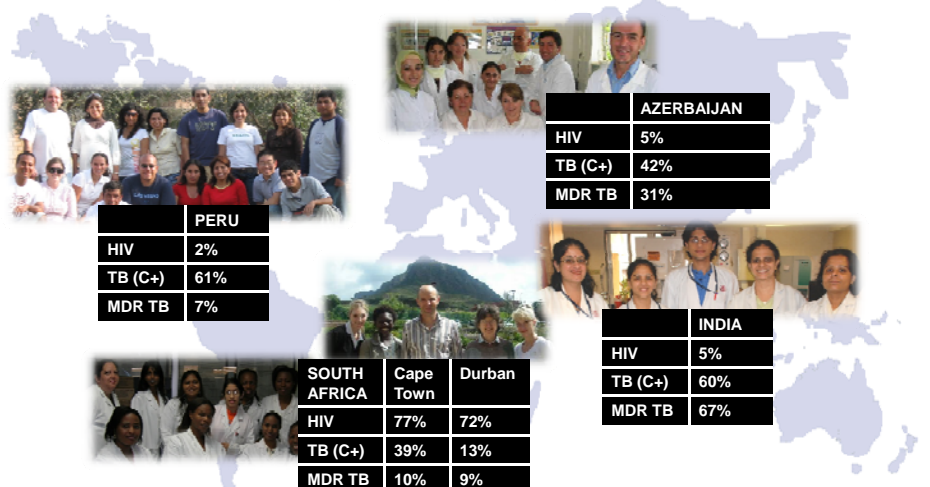 AZERBAIJAN
HIV 5%
TB (C+) 42%
MDR TB 31%
PERU
HIV 2%
TB (C+) 61%
MDR TB 7%
INDIA
HIV 5%
TB (C+) 60%
MDR TB 67%
SOUTH Cape Durban
AFRICA Town
HIV 77% 72%
TB (C+) 39% 13%
MDR TB 10% 9%